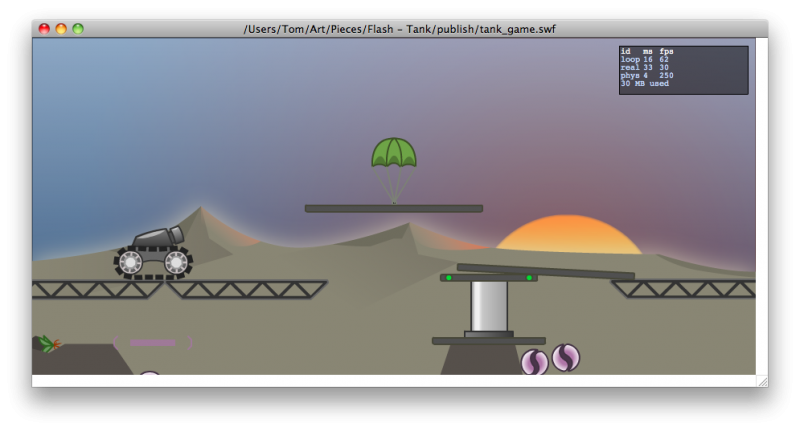 /Users/Tom/Art/Pieces/Flash - Tank/publish/tank_game.swf
id ms fps
loop 16 62
real 33 30
phys 4 250
30 MB used